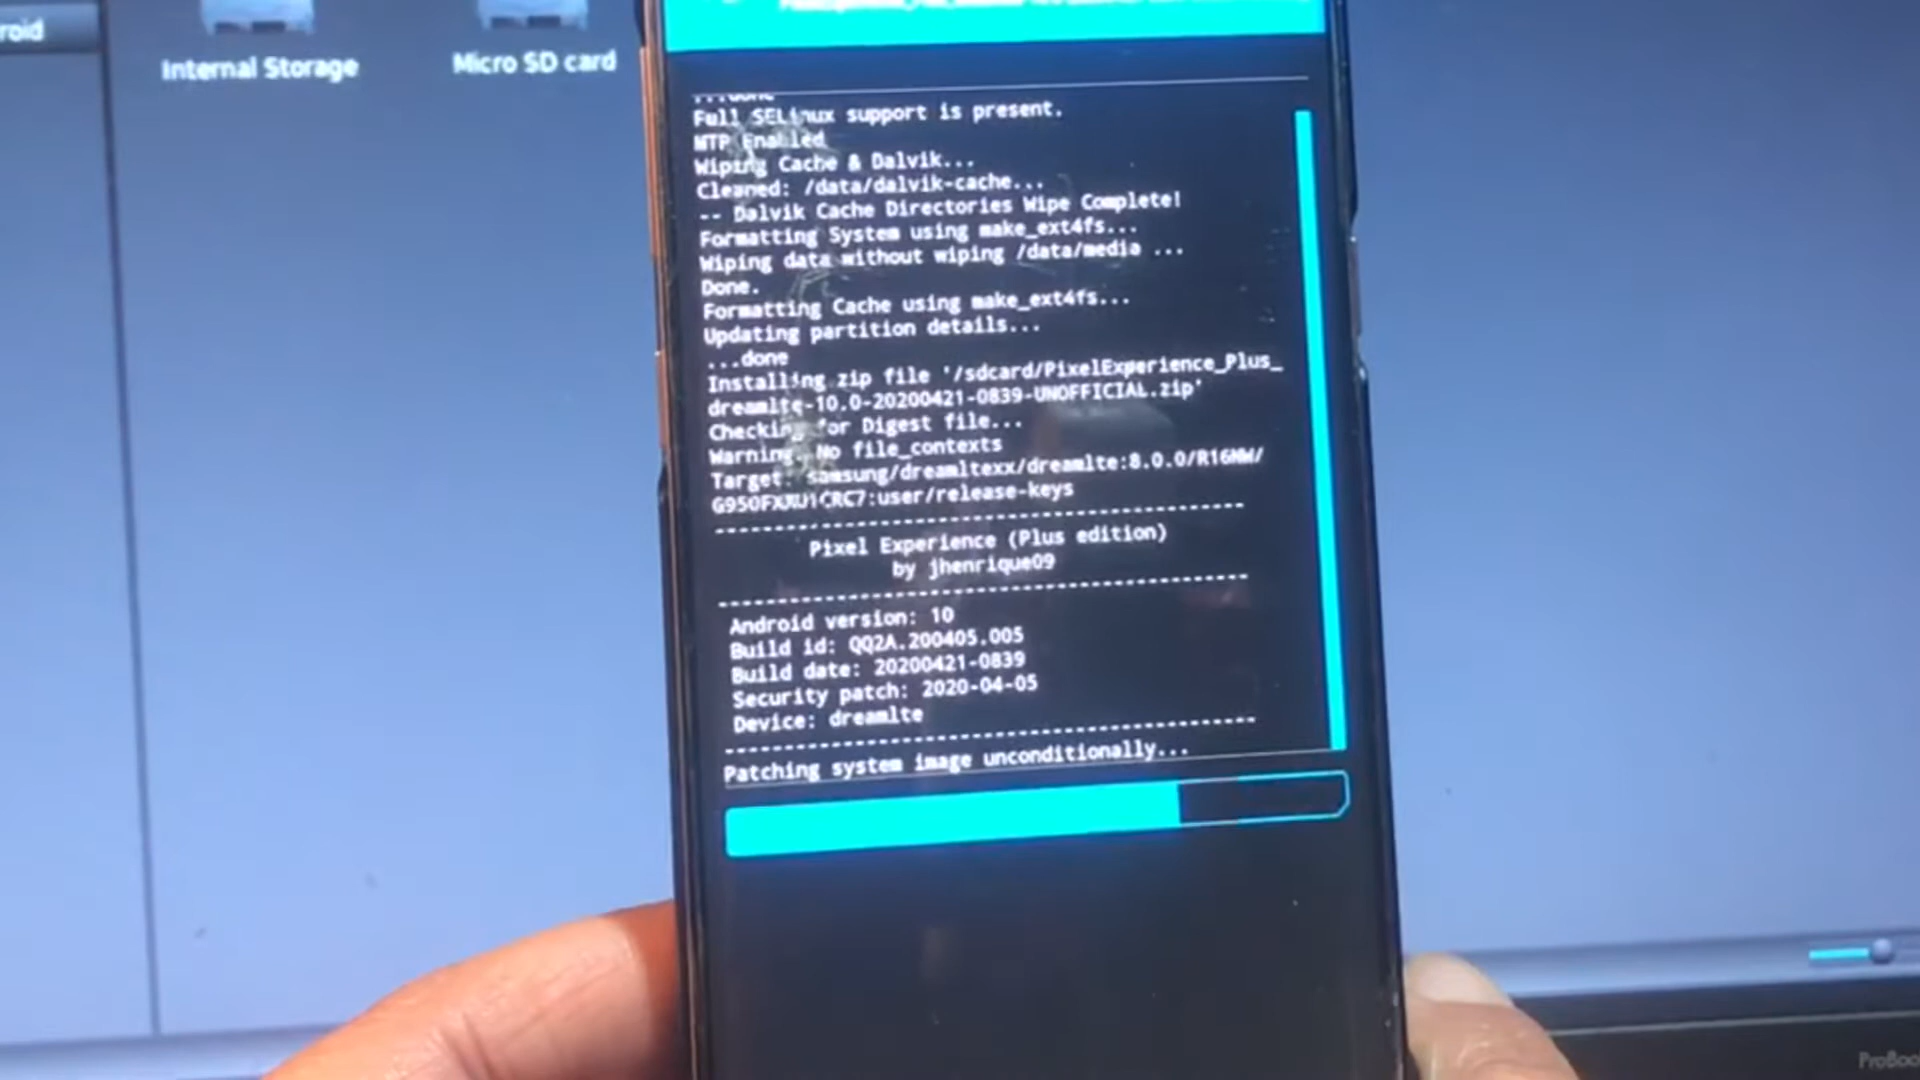 roid
Internal Storage
Micro SD card
...done
Full SELinux support is present.
MTP Enabled
Wiping Cache & Dalvik...
Cleaned: /data/dalvik-cache...
-- Dalvik Cache Directories Wipe Complete!
Formatting System using make_ext4fs...
Wiping data without wiping /data/media ...
Done.
Formatting Cache using make_ext4fs...
Updating partition details...
...done
Installing zip file '/sdcard/PixelExperience_Plus_
dreamlte-10.0-20200421-0839-UNOFFICIAL.zip'
Checking for Digest file...
Warning: No file_contexts
Target: samsung/dreamltexx/dreamlte:8.0.0/R16NW/
G950FXXU1CRC7:user/release-keys
------------------------------------------
Pixel Experience (Plus edition)
by jhenrique09
------------------------------------------
Android version: 10
Build id: QQ2A.200405.005
Build date: 20200421-0839
Security patch: 2020-04-05
Device: dreamlte
------------------------------------------
Patching system image unconditionally...
ProBoo